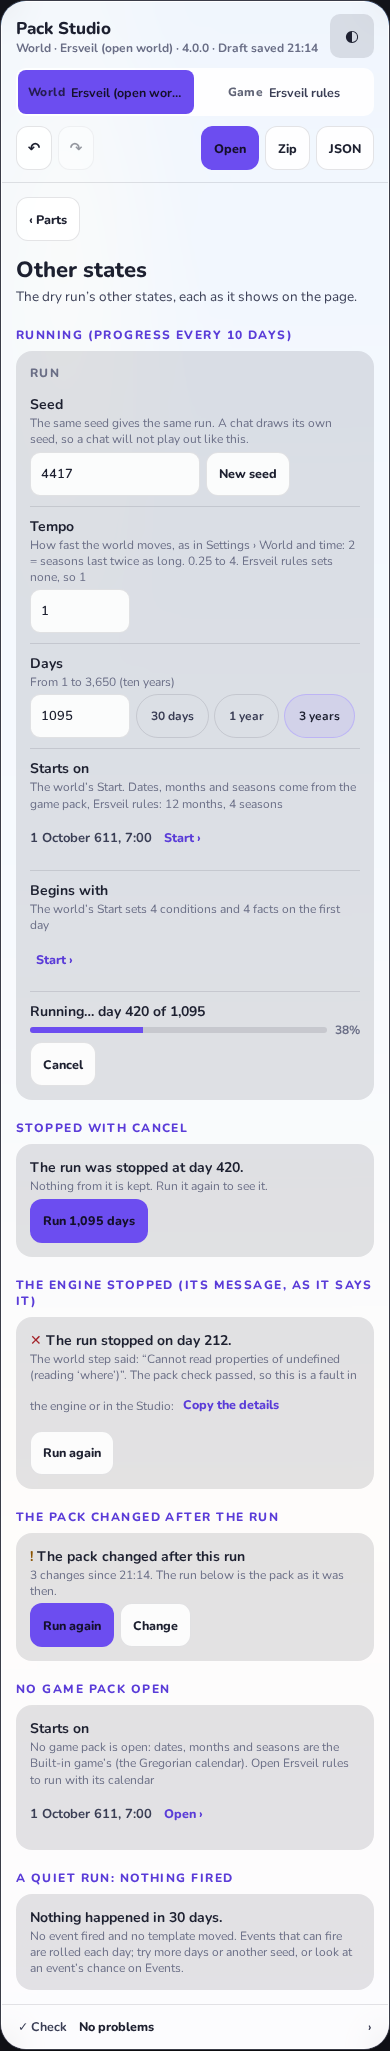 Pack Studio
World · Ersveil (open world) · 4.0.0 · Draft saved 21:14
◐
World Ersveil (open wor…
Game Ersveil rules
↶ ↷ Open Zip JSON
‹ Parts
Other states
The dry run’s other states, each as it shows on the page.
RUNNING (PROGRESS EVERY 10 DAYS)
RUN
Seed
The same seed gives the same run. A chat draws its own
seed, so a chat will not play out like this.
4417 New seed
Tempo
How fast the world moves, as in Settings › World and time: 2
= seasons last twice as long. 0.25 to 4. Ersveil rules sets
none, so 1
1
Days
From 1 to 3,650 (ten years)
1095 30 days 1 year 3 years
Starts on
The world’s Start. Dates, months and seasons come from the
game pack, Ersveil rules: 12 months, 4 seasons
1 October 611, 7:00 Start ›
Begins with
The world’s Start sets 4 conditions and 4 facts on the first
day
Start ›
Running… day 420 of 1,095
38%
Cancel
STOPPED WITH CANCEL
The run was stopped at day 420.
Nothing from it is kept. Run it again to see it.
Run 1,095 days
THE ENGINE STOPPED (ITS MESSAGE, AS IT SAYS
IT)
✕ The run stopped on day 212.
The world step said: “Cannot read properties of undefined
(reading ‘where’)”. The pack check passed, so this is a fault in
the engine or in the Studio: Copy the details
Run again
THE PACK CHANGED AFTER THE RUN
! The pack changed after this run
3 changes since 21:14. The run below is the pack as it was
then.
Run again Change
NO GAME PACK OPEN
Starts on
No game pack is open: dates, months and seasons are the
Built-in game’s (the Gregorian calendar). Open Ersveil rules
to run with its calendar
1 October 611, 7:00 Open ›
A QUIET RUN: NOTHING FIRED
Nothing happened in 30 days.
No event fired and no template moved. Events that can fire
are rolled each day; try more days or another seed, or look at
an event’s chance on Events.
✓ Check No problems ›